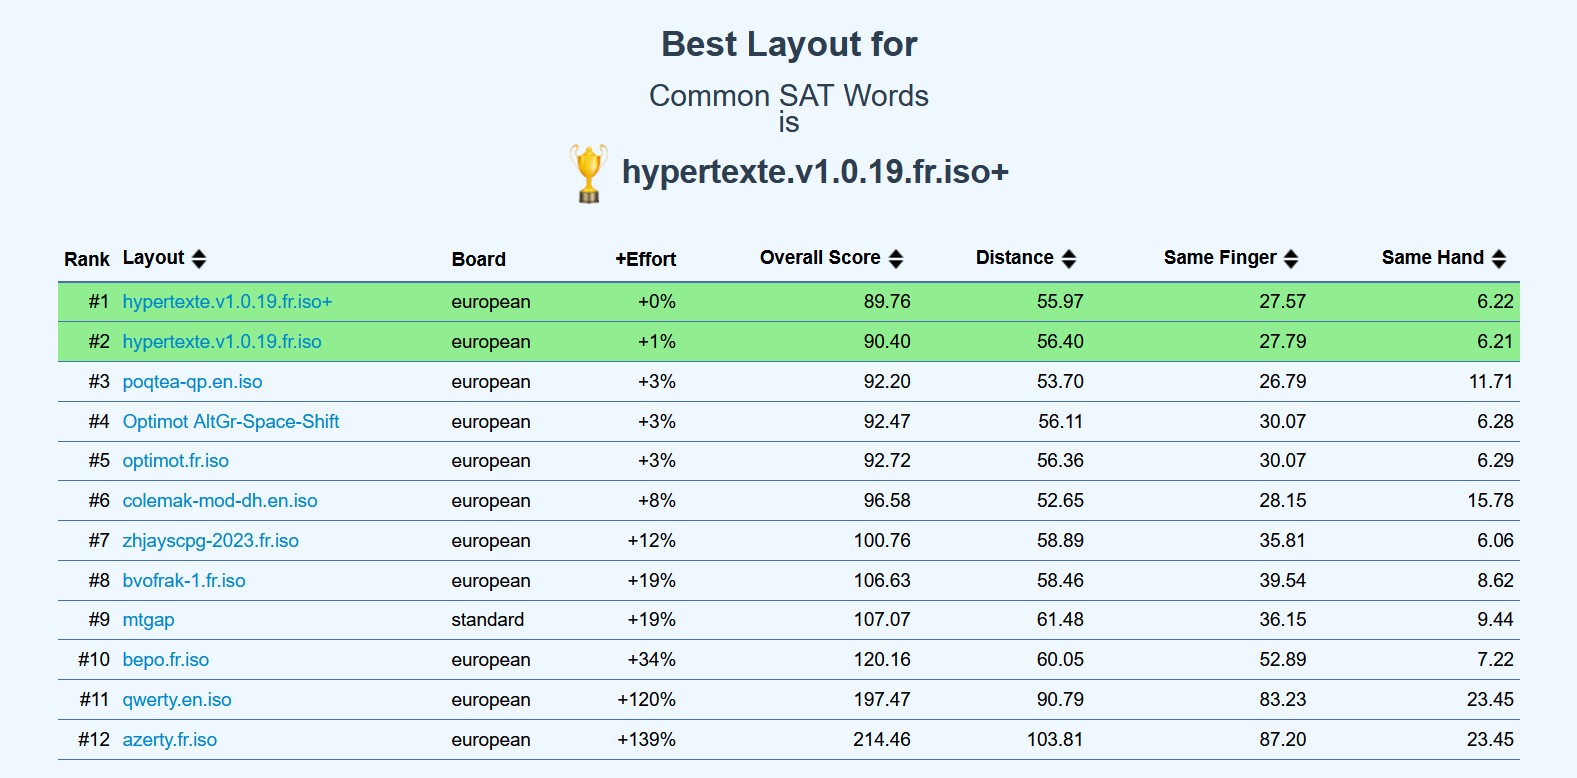 Best Layout for
Common SAT Words
is
hypertexte.v1.0.19.fr.iso+
Rank Layout Board +Effort Overall Score Distance Same Finger Same Hand
#1 hypertexte.v1.0.19.fr.iso+ european +0% 89.76 55.97 27.57 6.22
#2 hypertexte.v1.0.19.fr.iso european +1% 90.40 56.40 27.79 6.21
#3 poqtea-qp.en.iso european +3% 92.20 53.70 26.79 11.71
#4 Optimot AltGr-Space-Shift european +3% 92.47 56.11 30.07 6.28
#5 optimot.fr.iso european +3% 92.72 56.36 30.07 6.29
#6 colemak-mod-dh.en.iso european +8% 96.58 52.65 28.15 15.78
#7 zhjayscpg-2023.fr.iso european +12% 100.76 58.89 35.81 6.06
#8 bvofrak-1.fr.iso european +19% 106.63 58.46 39.54 8.62
#9 mtgap standard +19% 107.07 61.48 36.15 9.44
#10 bepo.fr.iso european +34% 120.16 60.05 52.89 7.22
#11 qwerty.en.iso european +120% 197.47 90.79 83.23 23.45
#12 azerty.fr.iso european +139% 214.46 103.81 87.20 23.45